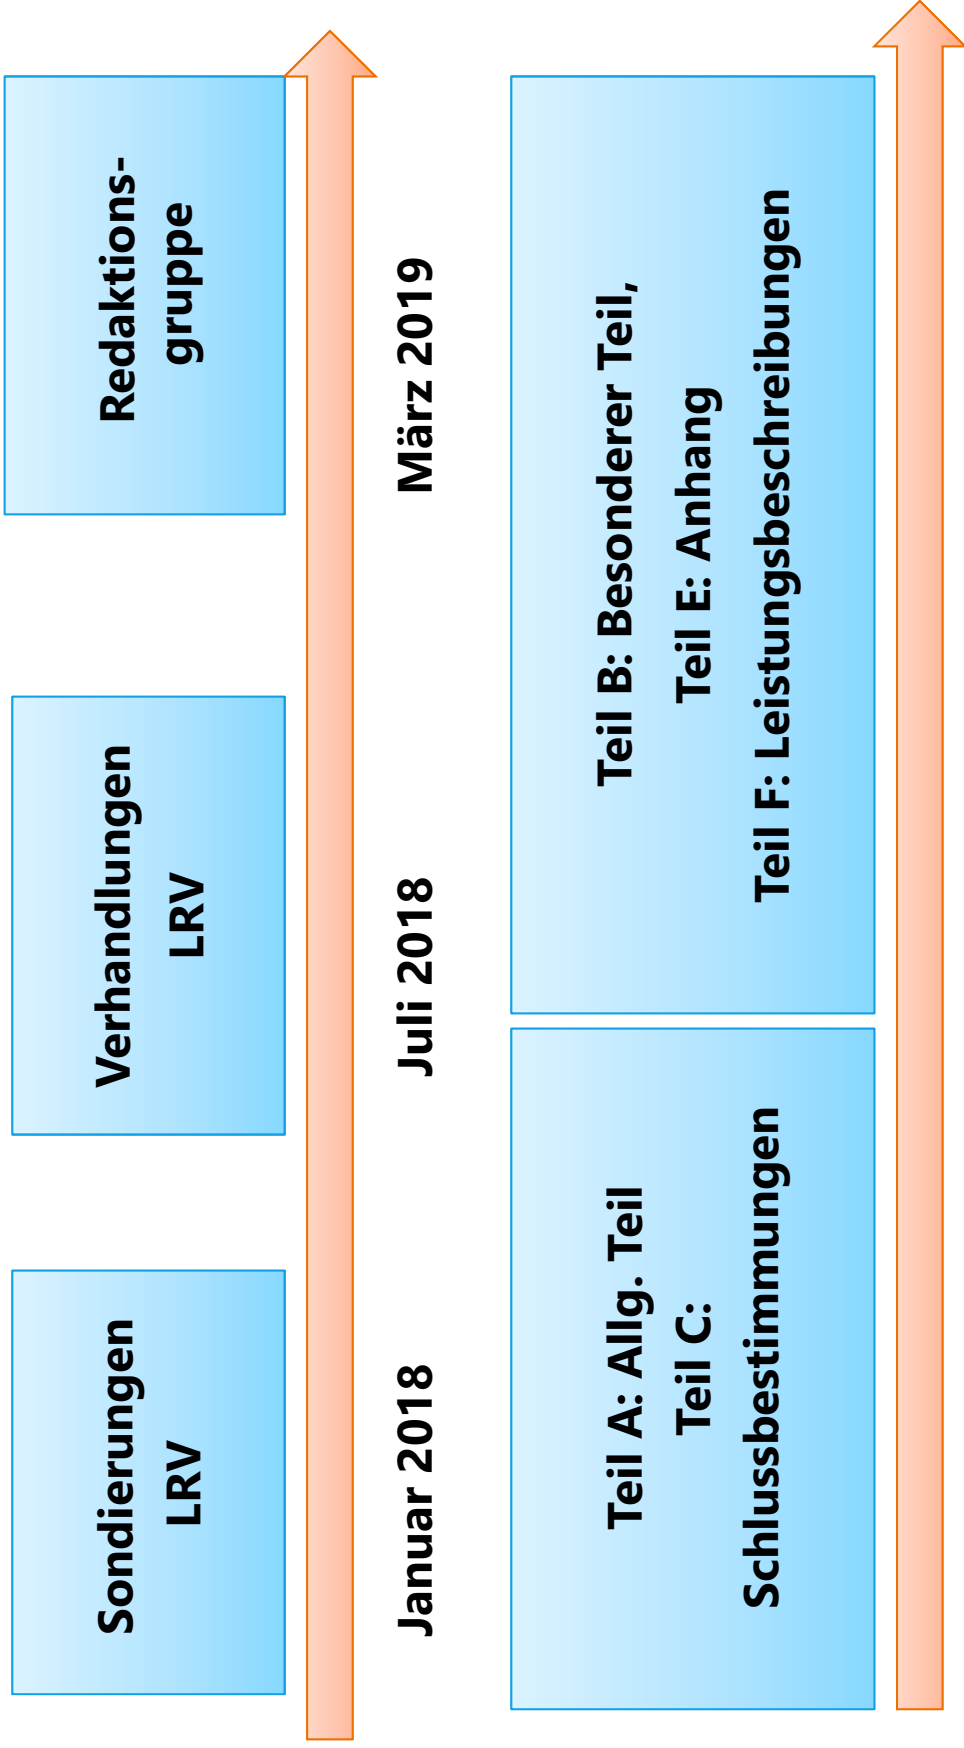 Sondierungen
LRV
Verhandlungen
LRV
Redaktions-
gruppe
Januar 2018
Juli 2018
März 2019
Teil A: Allg. Teil
Teil C:
Schlussbestimmungen
Teil B: Besonderer Teil,
Teil E: Anhang
Teil F: Leistungsbeschreibungen